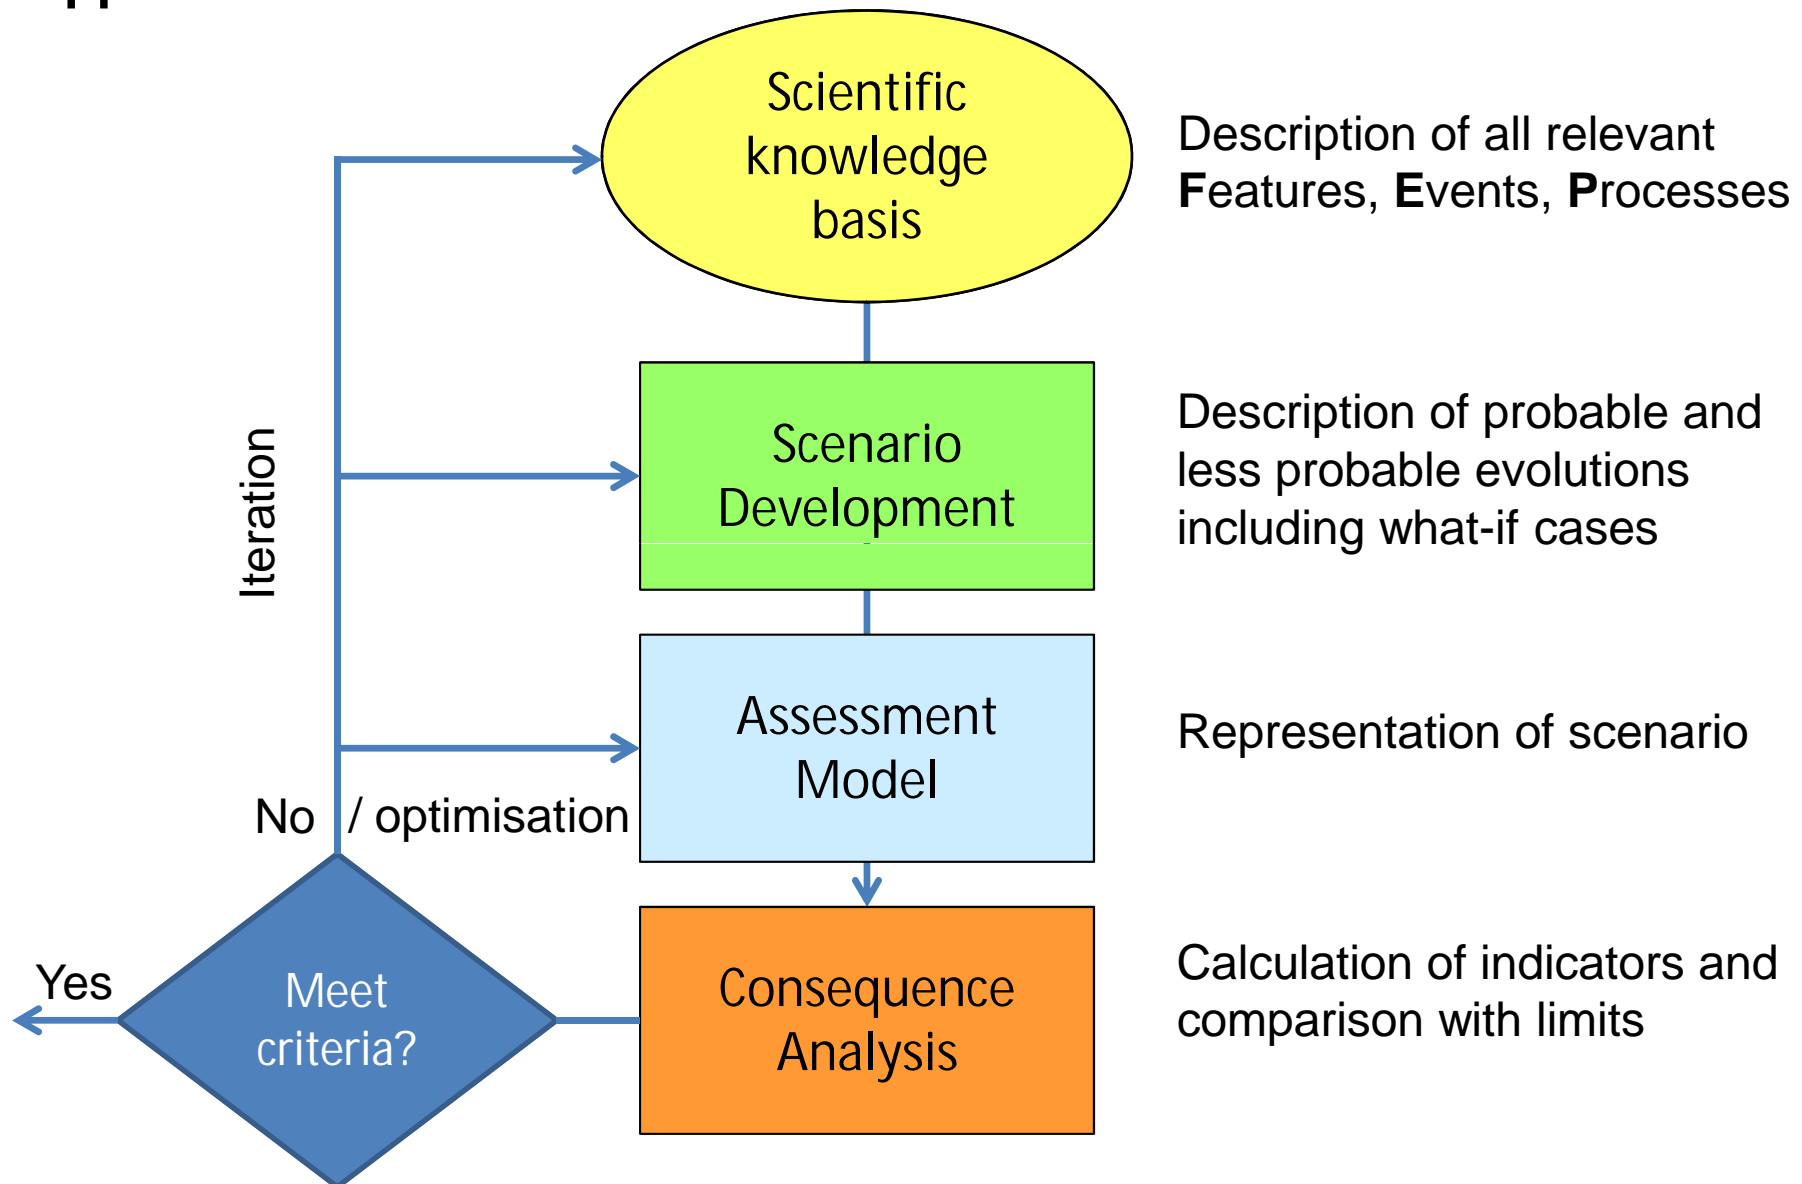 Scientific
knowledge
basis
Description of all relevant
Features, Events, Processes
Scenario
Development
Description of probable and
less probable evolutions
including what-if cases
Iteration
Assessment
Model
Representation of scenario
No / optimisation
Yes
Meet
criteria?
Consequence
Analysis
Calculation of indicators and
comparison with limits